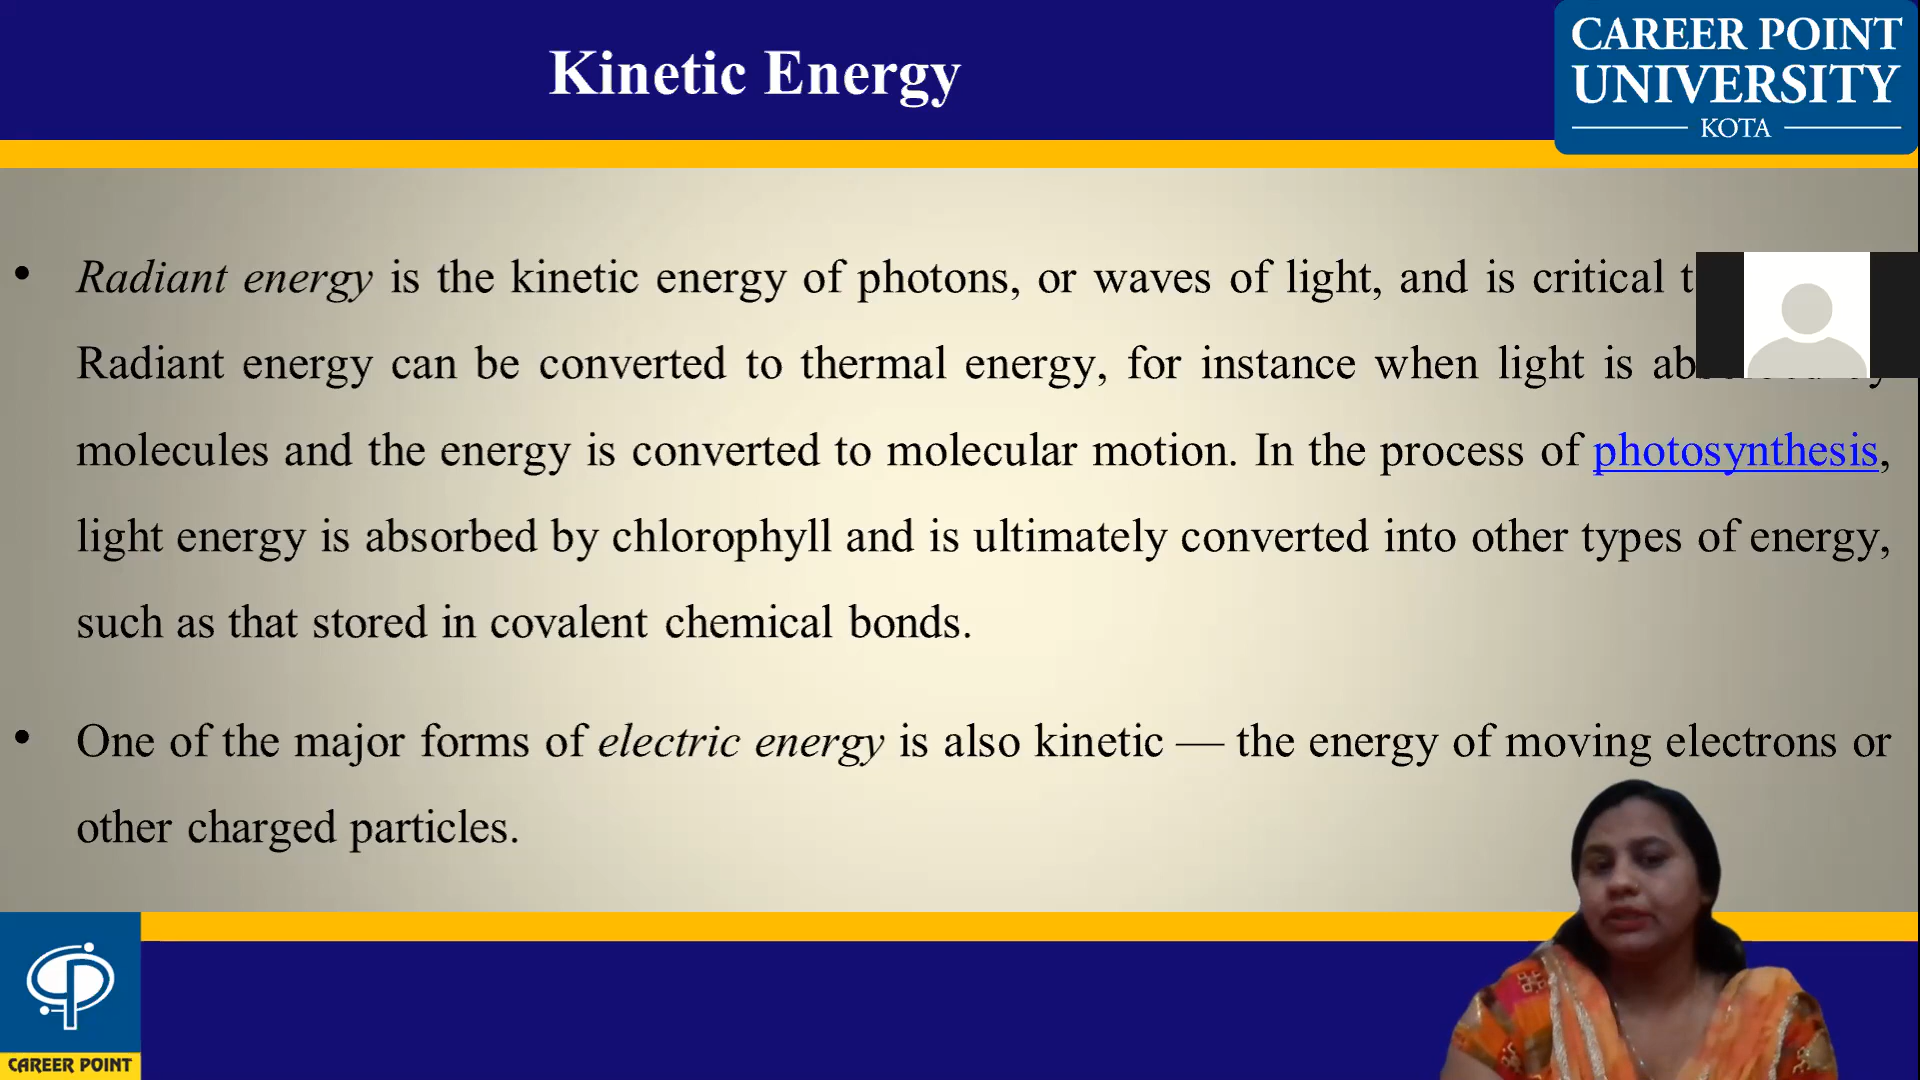 Kinetic Energy
CAREER POINT
UNIVERSITY
KOTA
• Radiant energy is the kinetic energy of photons, or waves of light, and is critical
Radiant energy can be converted to thermal energy, for instance when light is
molecules and the energy is converted to molecular motion. In the process of photosynthesis,
light energy is absorbed by chlorophyll and is ultimately converted into other types of energy,
such as that stored in covalent chemical bonds.
• One of the major forms of electric energy is also kinetic — the energy of moving electrons or
other charged particles.
CAREER POINT